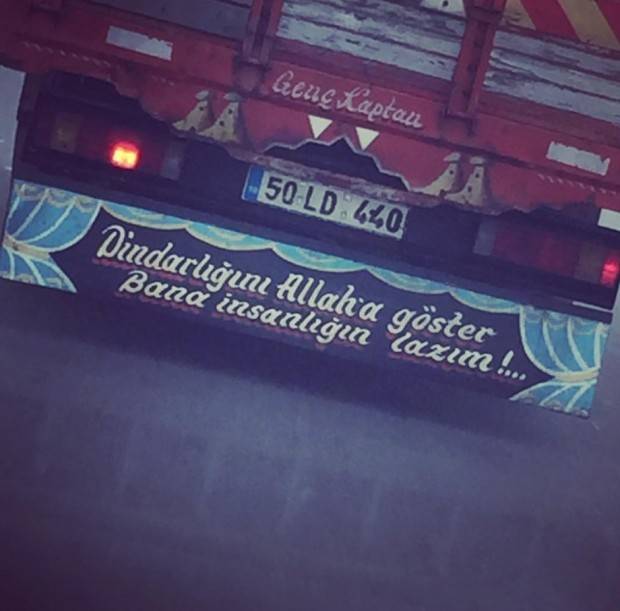 Genç Kaptan
50 LD 440
Dindarlığını Allah'a göster
Bana insanlığın lazım!...